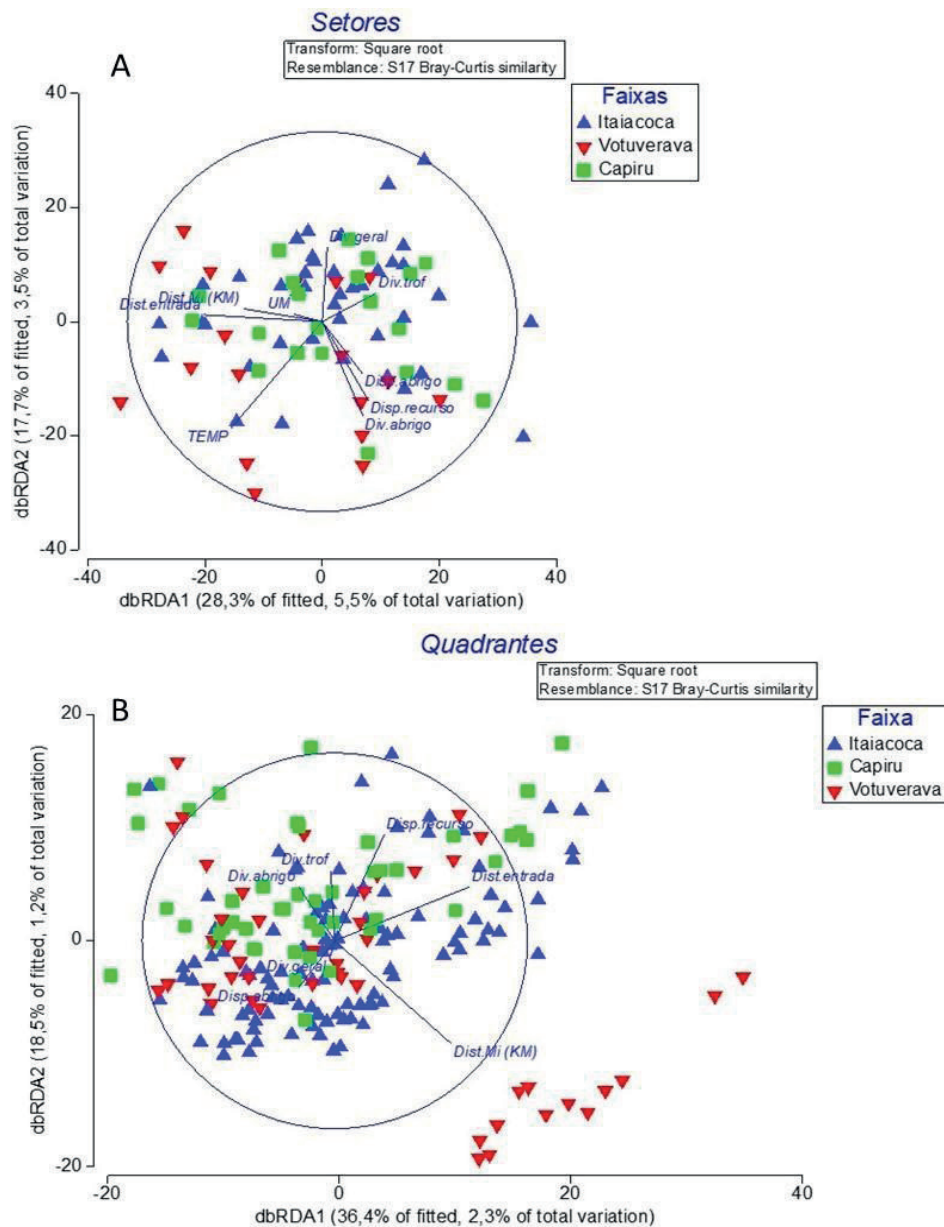 Setores
Transform: Square root
Resemblance: S17 Bray-Curtis similarity
A
Faixas
Itaiacoca
Votuverava
Capiru
40
20
0
-20
-40
dbRDA2 (17,7% of fitted, 3,5% of total variation)
Div.geral
Div.trof
Dist.Mi (KM)
UM
Dist.entrada
Disp.abrigo
Disp.recurso
Div.abrigo
TEMP
-40
-20
0
20
40
dbRDA1 (28,3% of fitted, 5,5% of total variation)
Quadrantes
Transform: Square root
Resemblance: S17 Bray-Curtis similarity
B
Faixa
Itaiacoca
Capiru
Votuverava
20
0
-20
dbRDA2 (18,5% of fitted, 1,2% of total variation)
Disp.recurso
Div.trof
Div.abrigo
Dist.entrada
Div.geral
Disp.abrigo
Dist.Mi (KM)
-20
0
20
40
dbRDA1 (36,4% of fitted, 2,3% of total variation)